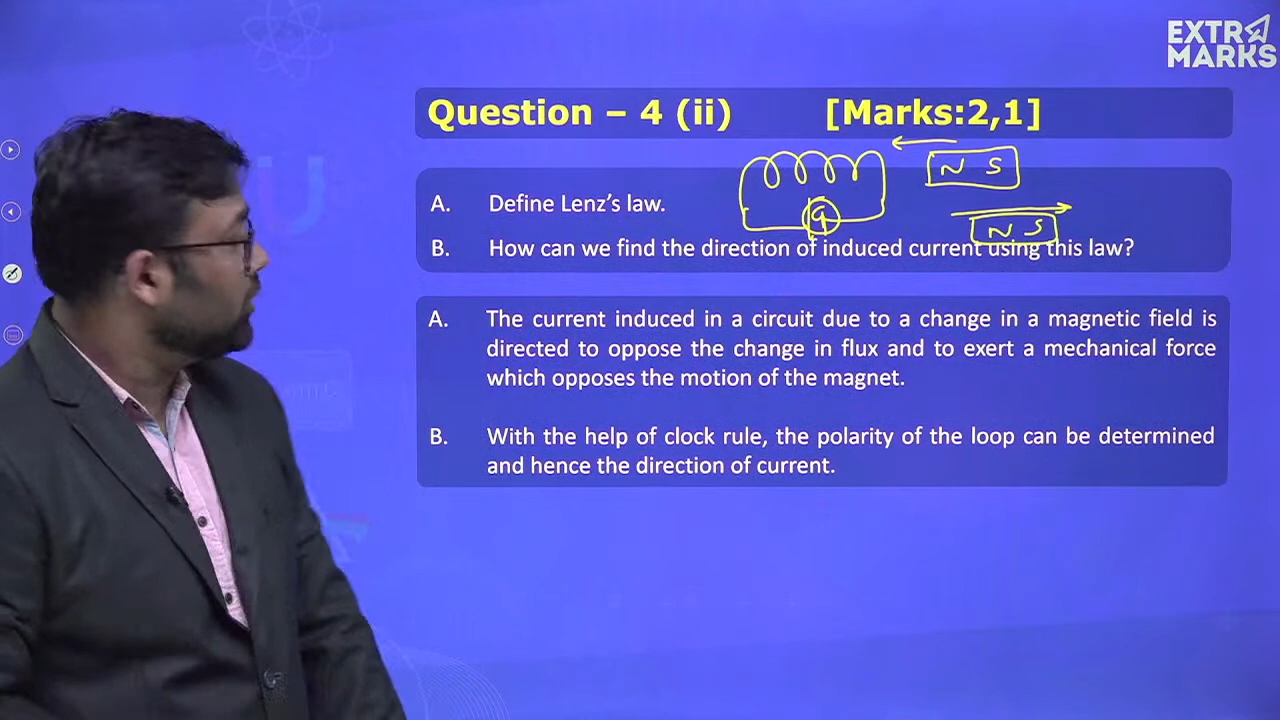 EXTRA
MARKS
Question – 4 (ii) [Marks:2,1]
N S
A. Define Lenz's law.
G
N S
B. How can we find the direction of induced current using this law?
A. The current induced in a circuit due to a change in a magnetic field is
directed to oppose the change in flux and to exert a mechanical force
which opposes the motion of the magnet.
B. With the help of clock rule, the polarity of the loop can be determined
and hence the direction of current.